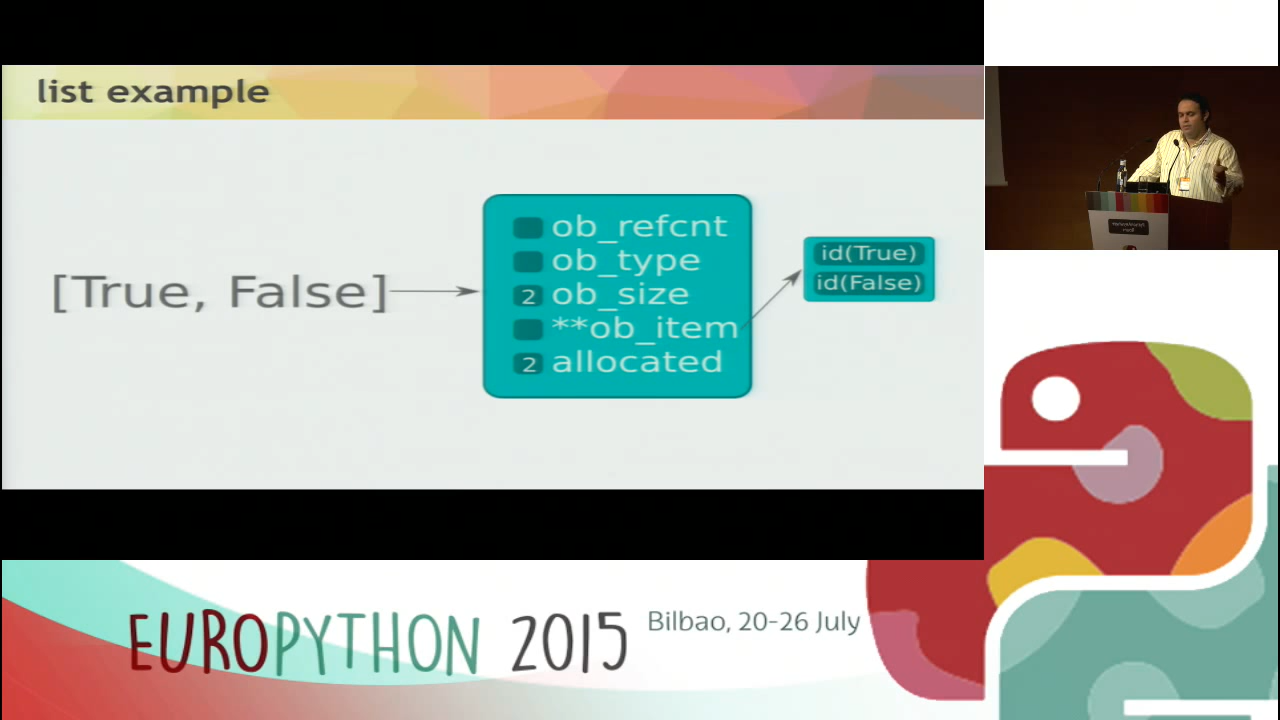 list example
[True, False]
ob_refcnt
ob_type
2 ob_size
**ob_item
2 allocated
id(True)
id(False)
EUROPYTHON 2015
Bilbao, 20-26 July